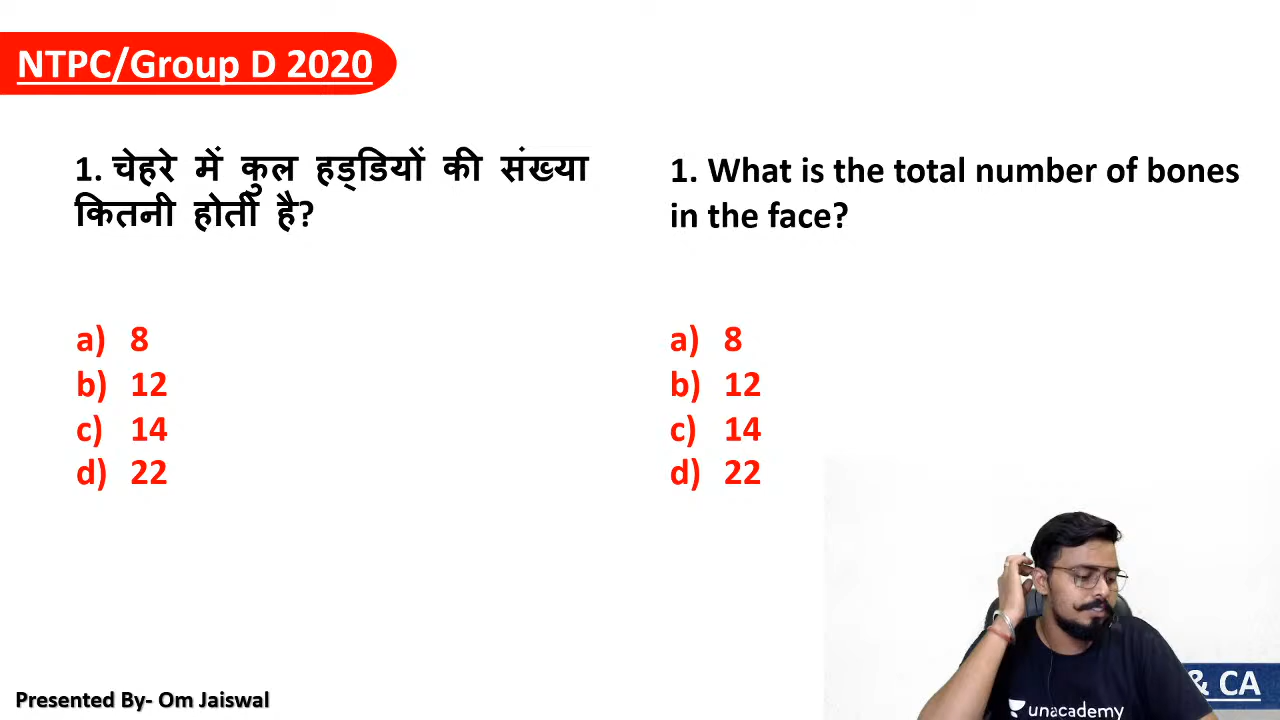 NTPC/Group D 2020
1. चेहरे में कुल हड्डियों की संख्या
कितनी होती है?
a) 8
b) 12
c) 14
d) 22
1. What is the total number of bones
in the face?
a) 8
b) 12
c) 14
d) 22
& CA
unacademy
Presented By- Om Jaiswal